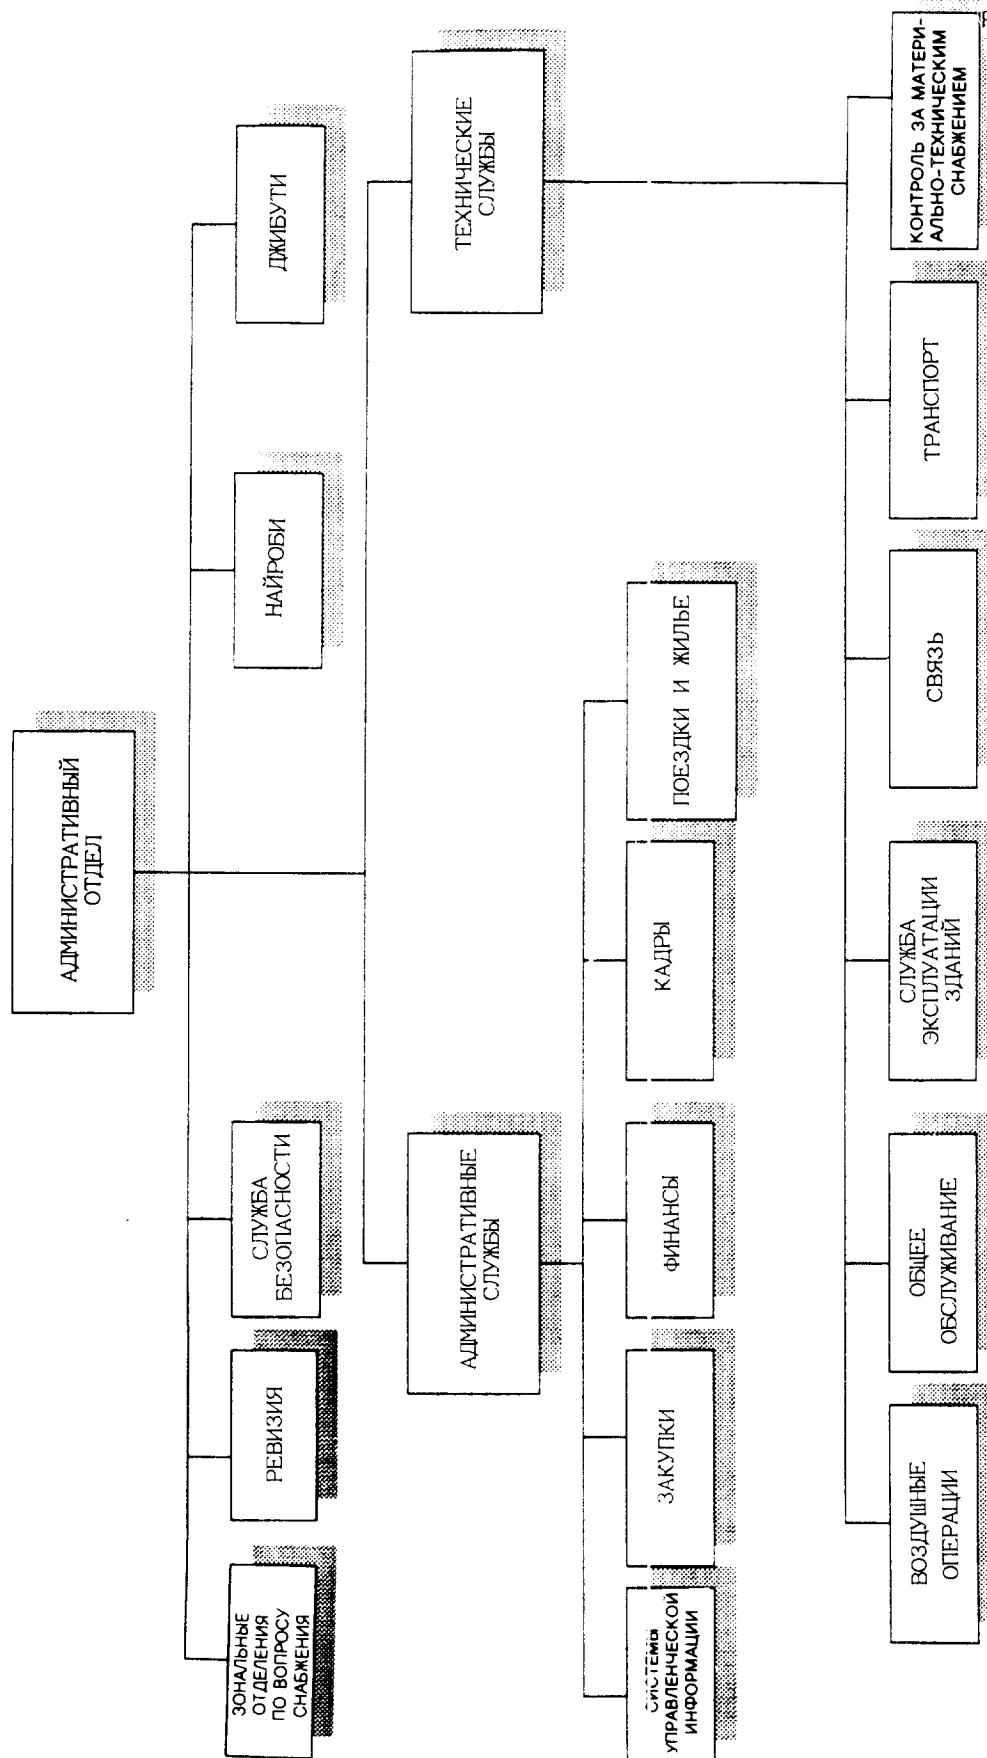 АДМИНИСТРАТИВНЫЙ
ОТДЕЛ
ЗОНАЛЬНЫЕ
ОТДЕЛЕНИЯ
ПО ВОПРОСУ
СНАБЖЕНИЯ
РЕВИЗИЯ
СЛУЖБА
БЕЗОПАСНОСТИ
НАЙРОБИ
ДЖИБУТИ
АДМИНИСТРАТИВНЫЕ
СЛУЖБЫ
ТЕХНИЧЕСКИЕ
СЛУЖБЫ
СИСТЕМЫ
УПРАВЛЕНЧЕСКОЙ
ИНФОРМАЦИИ
ЗАКУПКИ
ФИНАНСЫ
КАДРЫ
ПОЕЗДКИ И ЖИЛЬЕ
ВОЗДУШНЫЕ
ОПЕРАЦИИ
ОБЩЕЕ
ОБСЛУЖИВАНИЕ
СЛУЖБА
ЭКСПЛУАТАЦИИ
ЗДАНИЙ
СВЯЗЬ
ТРАНСПОРТ
КОНТРОЛЬ ЗА МАТЕРИ-
АЛЬНО-ТЕХНИЧЕСКИМ
СНАБЖЕНИЕМ